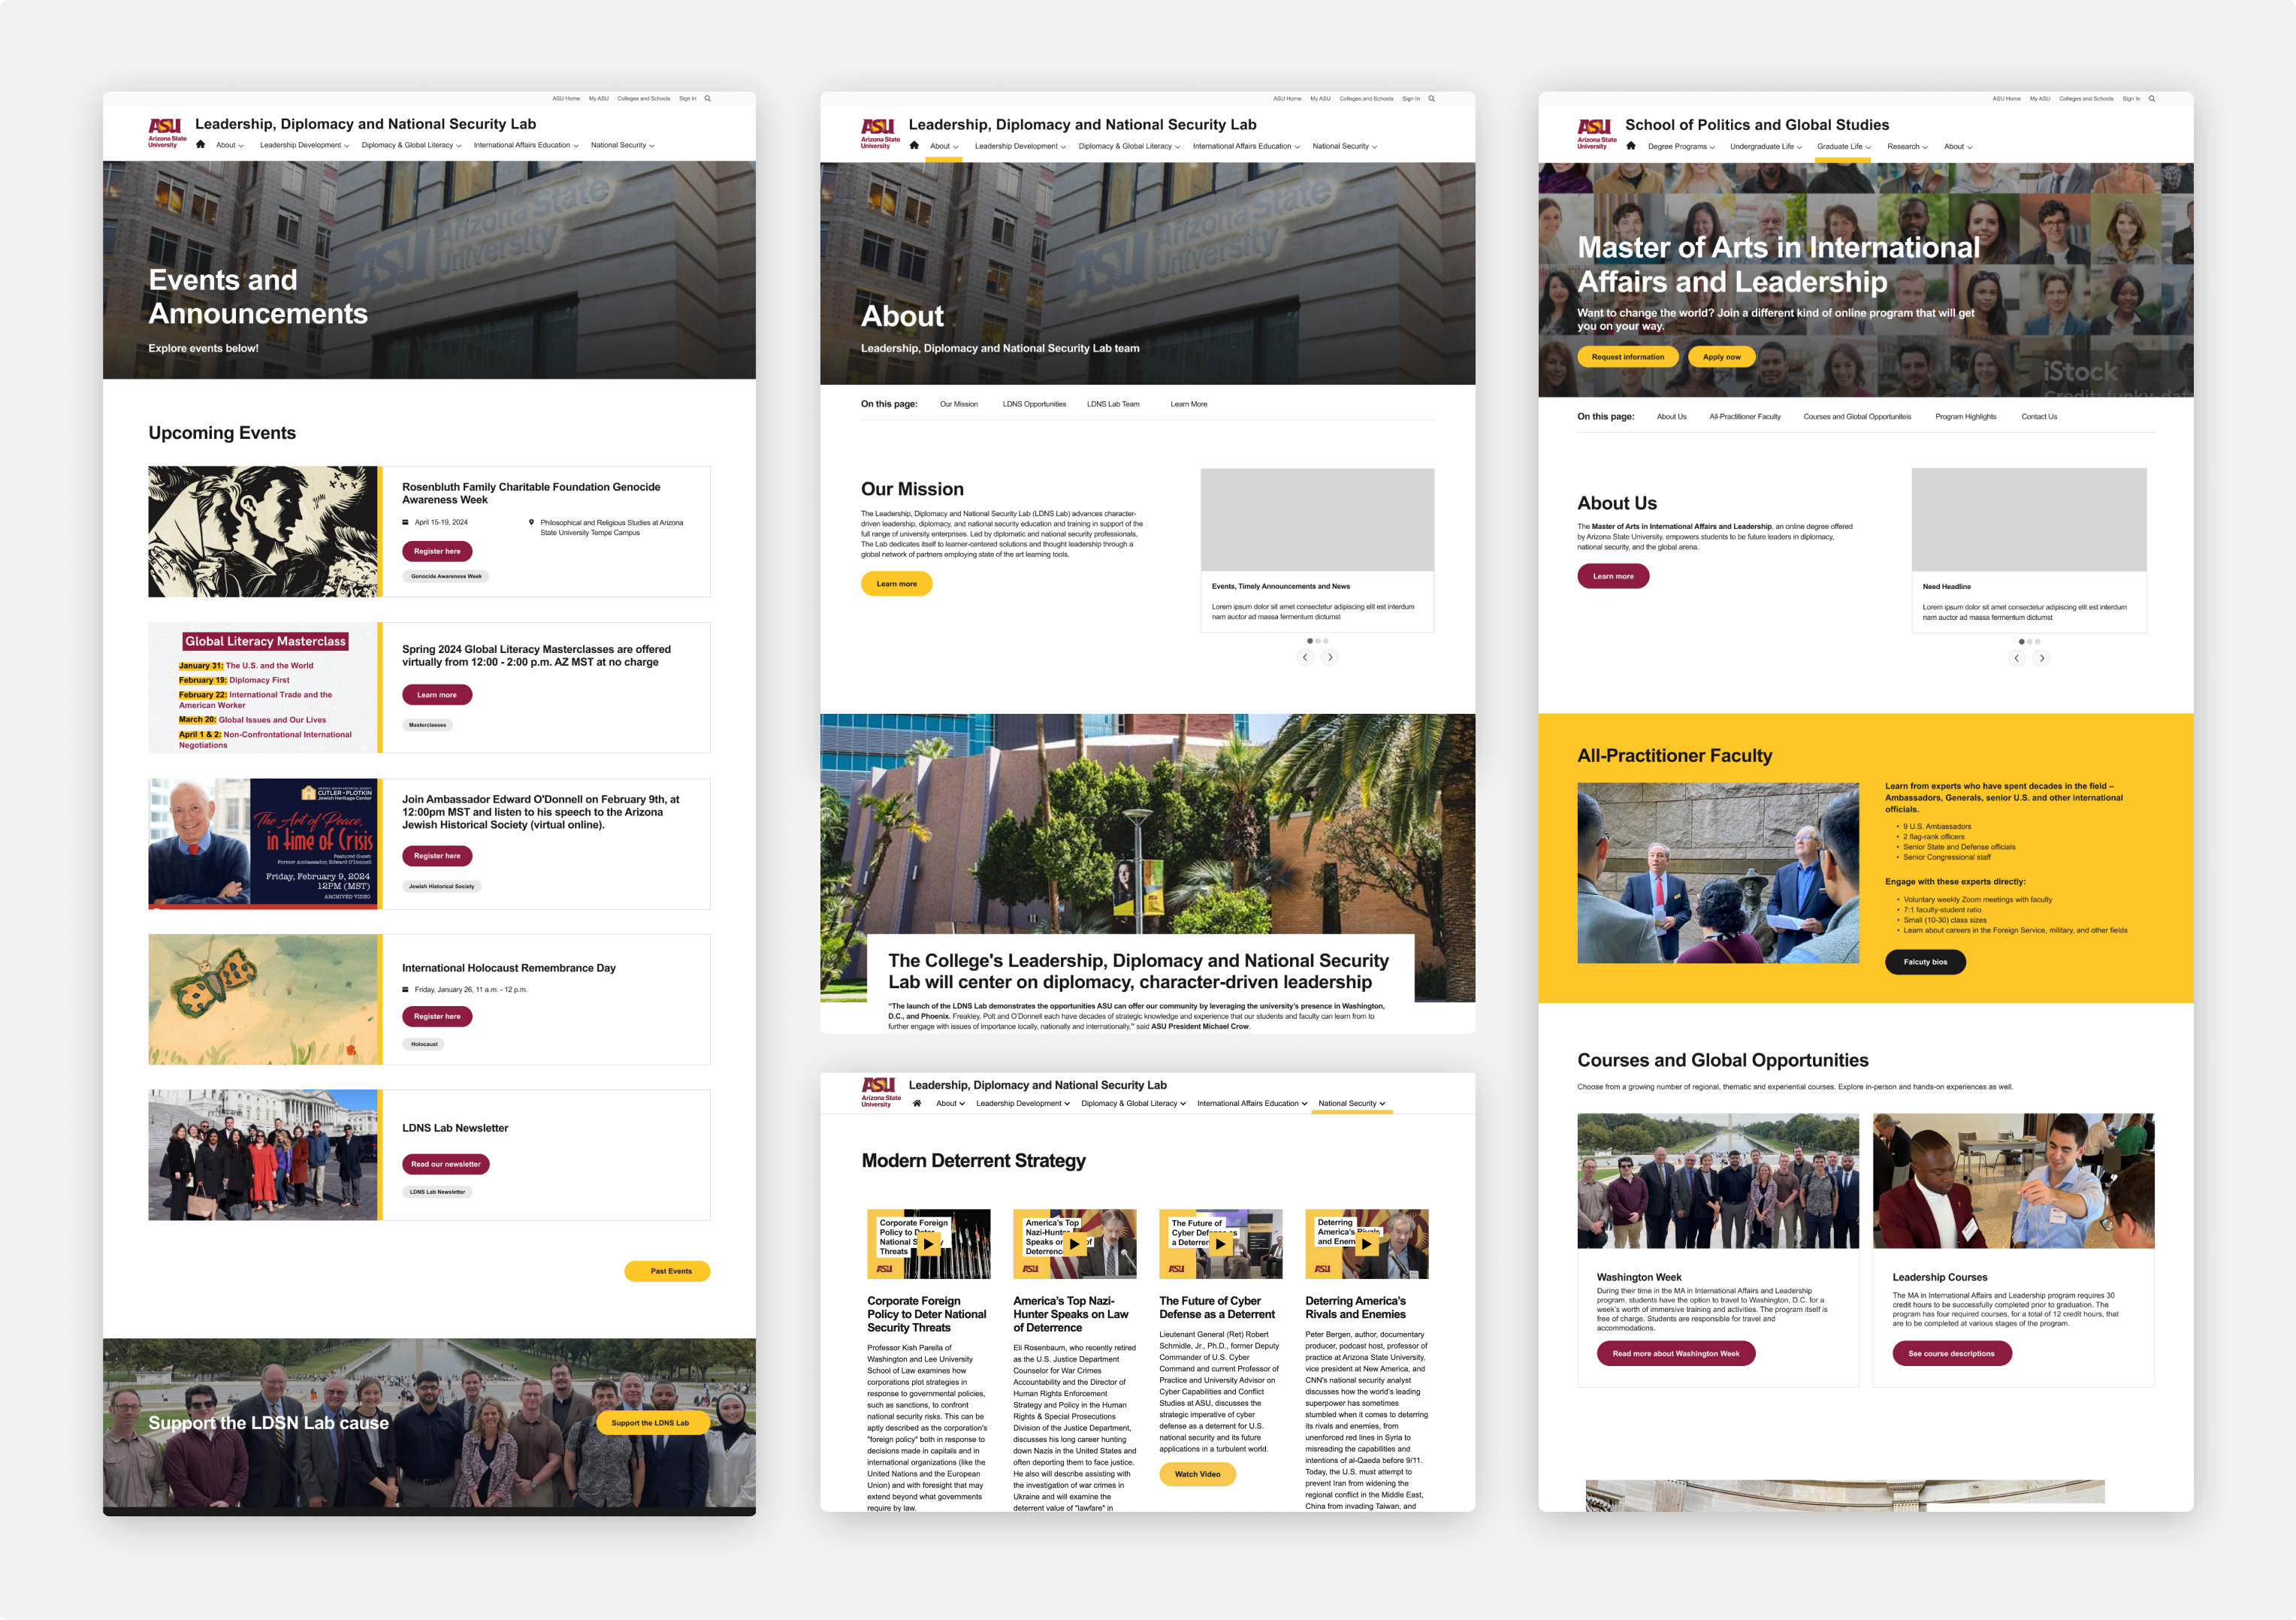 ASU Home My ASU Colleges and Schools Sign In
ASU Arizona State University
Leadership, Diplomacy and National Security Lab
About Leadership Development Diplomacy & Global Literacy International Affairs Education National Security
ASU Arizona State University
Events and
Announcements
Explore events below!
Upcoming Events
Rosenbluth Family Charitable Foundation Genocide
Awareness Week
April 15-19, 2024
Philosophical and Religious Studies at Arizona
State University Tempe Campus
Register here
Genocide Awareness Week
Global Literacy Masterclass
January 31: The U.S. and the World
February 19: Diplomacy First
February 22: International Trade and the
American Worker
March 20: Global Issues and Our Lives
April 1 & 2: Non-Confrontational International
Negotiations
Spring 2024 Global Literacy Masterclasses are offered
virtually from 12:00 - 2:00 p.m. AZ MST at no charge
Learn more
Masterclasses
CUTLER+PLOTKIN
Jewish Heritage Center
The Art of Peace,
in time of Crisis
Featured Guest:
Former Ambassador, Edward O'Donnell
Friday, February 9, 2024
12PM (MST)
ARCHIVED VIDEO
Join Ambassador Edward O'Donnell on February 9th, at
12:00pm MST and listen to his speech to the Arizona
Jewish Historical Society (virtual online).
Register here
Jewish Historical Society
International Holocaust Remembrance Day
Friday, January 26, 11 a.m. - 12 p.m.
Register here
Holocaust
LDNS Lab Newsletter
Read our newsletter
LDNS Lab Newsletter
Past Events
Support the LDSN Lab cause
Support the LDNS Lab
ASU Home My ASU Colleges and Schools Sign In
ASU Arizona State University
Leadership, Diplomacy and National Security Lab
About Leadership Development Diplomacy & Global Literacy International Affairs Education National Security
ASU Arizona State University
About
Leadership, Diplomacy and National Security Lab team
On this page: Our Mission LDNS Opportunities LDNS Lab Team Learn More
Our Mission
The Leadership, Diplomacy and National Security Lab (LDNS Lab) advances character-
driven leadership, diplomacy, and national security education and training in support of the
full range of university enterprises. Led by diplomatic and national security professionals,
The Lab dedicates itself to learner-centered solutions and thought leadership through a
global network of partners employing state of the art learning tools.
Learn more
Events, Timely Announcements and News
Lorem ipsum dolor sit amet consectetur adipiscing elit est interdum
nam auctor ad massa fermentum dictumst
The College's Leadership, Diplomacy and National Security
Lab will center on diplomacy, character-driven leadership
“The launch of the LDNS Lab demonstrates the opportunities ASU can offer our community by leveraging the university's presence in Washington,
D.C., and Phoenix. Freakley, Polt and O'Donnell each have decades of strategic knowledge and experience that our students and faculty can learn from to
further engage with issues of importance locally, nationally and internationally,” said ASU President Michael Crow.
ASU Arizona State University
Leadership, Diplomacy and National Security Lab
About Leadership Development Diplomacy & Global Literacy International Affairs Education National Security
Modern Deterrent Strategy
Corporate Foreign
Policy to Deter
National
Threats
ASU
Corporate Foreign
Policy to Deter National
Security Threats
Professor Kish Parella of
Washington and Lee University
School of Law examines how
corporations plot strategies in
response to governmental policies,
such as sanctions, to confront
national security risks. This can be
aptly described as the corporation's
"foreign policy" both in response to
decisions made in capitals and in
international organizations (like the
United Nations and the European
Union) and with foresight that may
extend beyond what governments
require by law.
America's Top
Nazi-Hunter
Speaks on of
Deterrence
ASU
America's Top Nazi-
Hunter Speaks on Law
of Deterrence
Eli Rosenbaum, who recently retired
as the U.S. Justice Department
Counselor for War Crimes
Accountability and the Director of
Human Rights Enforcement
Strategy and Policy in the Human
Rights & Special Prosecutions
Division of the Justice Department,
discusses his long career hunting
down Nazis in the United States and
often deporting them to face justice.
He also will describe assisting with
the investigation of war crimes in
Ukraine and will examine the
deterrent value of "lawfare" in
The Future of
Cyber Defense as
a Deterrent
ASU
The Future of Cyber
Defense as a Deterrent
Lieutenant General (Ret) Robert
Schmidle, Jr., Ph.D., former Deputy
Commander of U.S. Cyber
Command and current Professor of
Practice and University Advisor on
Cyber Capabilities and Conflict
Studies at ASU, discusses the
strategic imperative of cyber
defense as a deterrent for U.S.
national security and its future
applications in a turbulent world.
Watch Video
Deterring
America's Rivals
and Enemies
ASU
Deterring America's
Rivals and Enemies
Peter Bergen, author, documentary
producer, podcast host, professor of
practice at Arizona State University,
vice president at New America, and
CNN's national security analyst
discusses how the world's leading
superpower has sometimes
stumbled when it comes to deterring
its rivals and enemies, from
unenforced red lines in Syria to
misreading the capabilities and
intentions of al-Qaeda before 9/11.
Today, the U.S. must attempt to
prevent Iran from widening the
regional conflict in the Middle East,
China from invading Taiwan, and
ASU Home My ASU Colleges and Schools Sign In
ASU Arizona State University
School of Politics and Global Studies
Degree Programs Undergraduate Life Graduate Life Research About
Master of Arts in International
Affairs and Leadership
Want to change the world? Join a different kind of online program that will get
you on your way.
Request information Apply now
iStock
On this page: About Us All-Practitioner Faculty Courses and Global Opportuniteis Program Highlights Contact Us
About Us
The Master of Arts in International Affairs and Leadership, an online degree offered
by Arizona State University, empowers students to be future leaders in diplomacy,
national security, and the global arena.
Learn more
Need Headline
Lorem ipsum dolor sit amet consectetur adipiscing elit est interdum
nam auctor ad massa fermentum dictumst
All-Practitioner Faculty
Learn from experts who have spent decades in the field –
Ambassadors, Generals, senior U.S. and other international
officials.
• 9 U.S. Ambassadors
• 2 flag-rank officers
• Senior State and Defense officials
• Senior Congressional staff
Engage with these experts directly:
• Voluntary weekly Zoom meetings with faculty
• 7:1 faculty-student ratio
• Small (10-30) class sizes
• Learn about careers in the Foreign Service, military, and other fields
Falcuty bios
Courses and Global Opportunities
Choose from a growing number of regional, thematic and experiential courses. Explore in-person and hands-on experiences as well.
Washington Week
During their time in the MA in International Affairs and Leadership
program, students have the option to travel to Washington, D.C. for a
week's worth of immersive training and activities. The program itself is
free of charge. Students are responsible for travel and
accommodations.
Read more about Washington Week
Leadership Courses
The MA in International Affairs and Leadership program requires 30
credit hours to be successfully completed prior to graduation. The
program has four required courses, for a total of 12 credit hours, that
are to be completed at various stages of the program.
See course descriptions